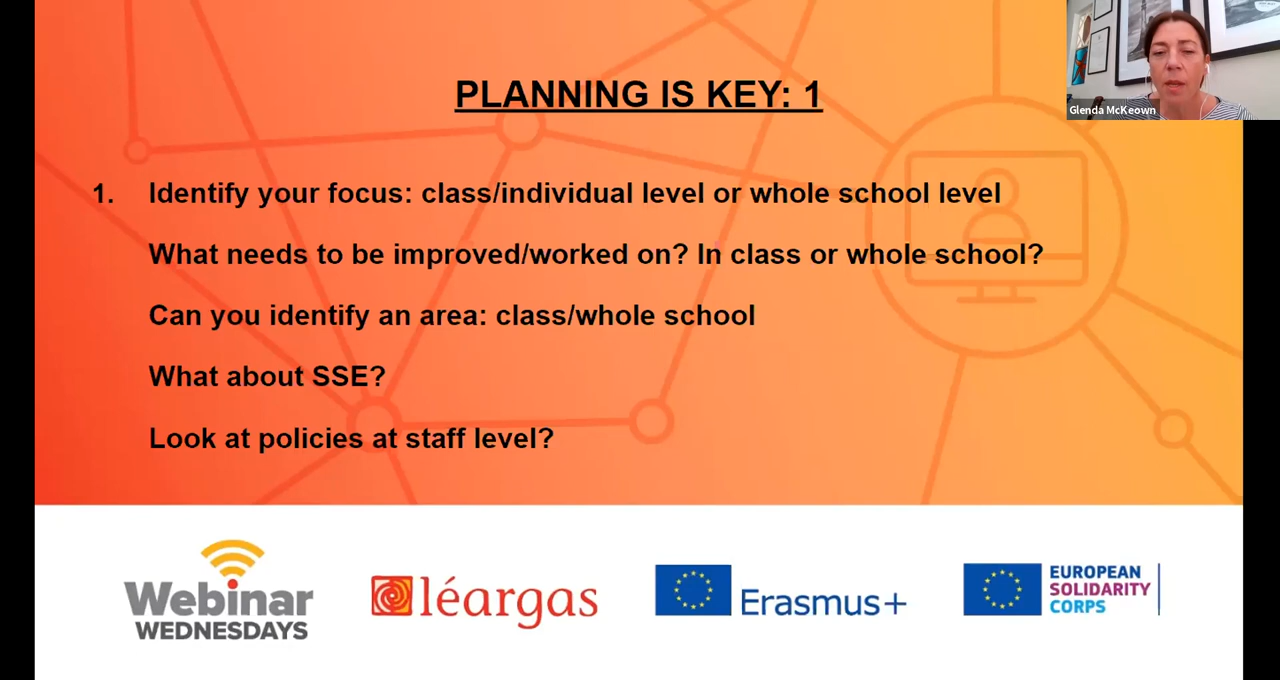 PLANNING IS KEY: 1
Glenda McKeown
1. Identify your focus: class/individual level or whole school level
What needs to be improved/worked on? In class or whole school?
Can you identify an area: class/whole school
What about SSE?
Look at policies at staff level?
Webinar
WEDNESDAYS
léargas
Erasmus+
EUROPEAN
SOLIDARITY
CORPS